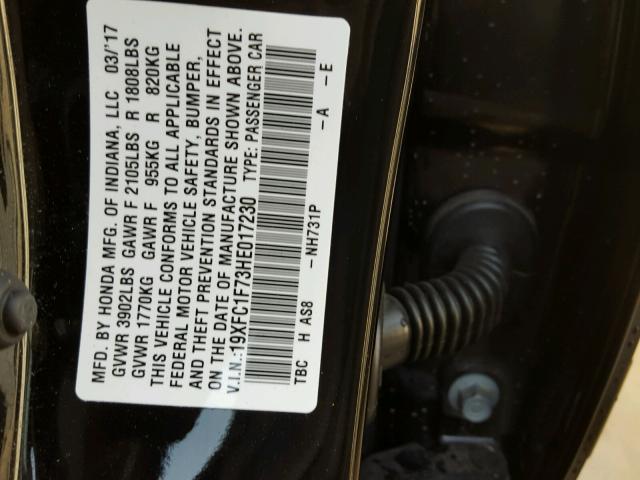 MFD. BY HONDA MFG. OF INDIANA, LLC 03/'17
GVWR 3902LBS GAWR F 2105LBS R 1808LBS
GVWR 1770KG GAWR F 955KG R 820KG
THIS VEHICLE CONFORMS TO ALL APPLICABLE
FEDERAL MOTOR VEHICLE SAFETY, BUMPER,
AND THEFT PREVENTION STANDARDS IN EFFECT
ON THE DATE OF MANUFACTURE SHOWN ABOVE.
V.I.N.:19XFC1F73HE017230 TYPE: PASSENGER CAR
TBC H AS8 -NH731P -A -E